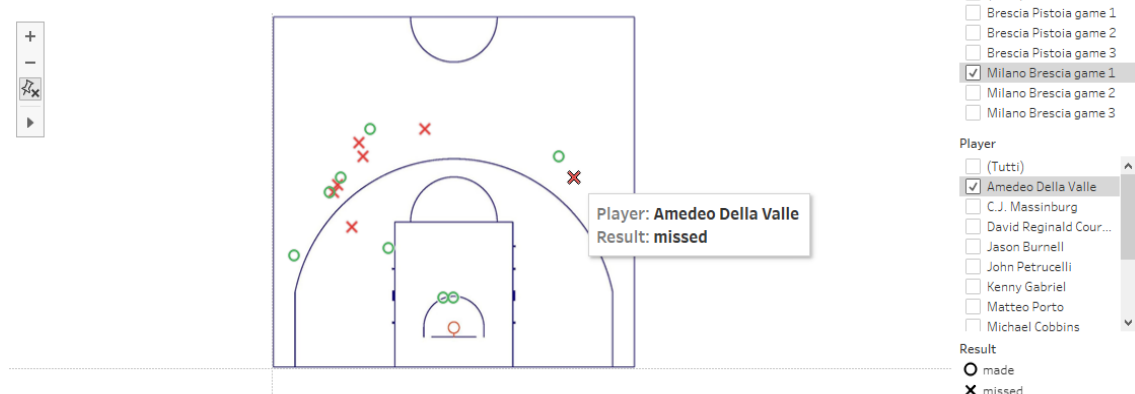 Brescia Pistoia game 1
Brescia Pistoia game 2
Brescia Pistoia game 3
Milano Brescia game 1
Milano Brescia game 2
Milano Brescia game 3
Player
(Tutti)
Amedeo Della Valle
C.J. Massinburg
David Reginald Cour...
Jason Burnell
John Petrucelli
Kenny Gabriel
Matteo Porto
Michael Cobbins
Result
made
missed
Player: Amedeo Della Valle
Result: missed